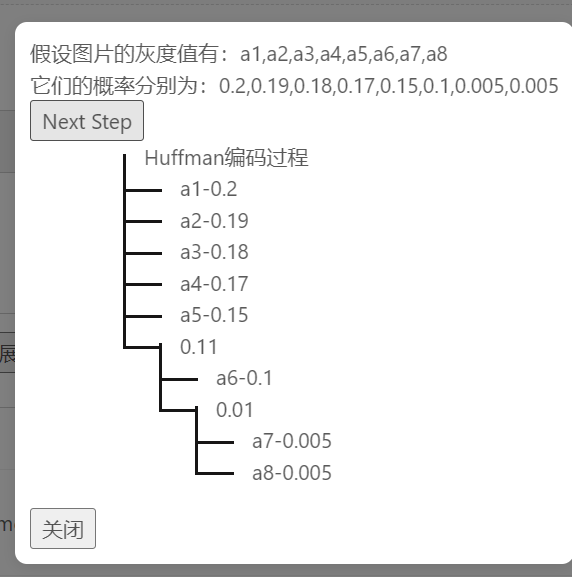 假设图片的灰度值有：a1,a2,a3,a4,a5,a6,a7,a8
它们的概率分别为：0.2,0.19,0.18,0.17,0.15,0.1,0.005,0.005
Next Step
Huffman编码过程
a1-0.2
a2-0.19
a3-0.18
a4-0.17
a5-0.15
展
0.11
a6-0.1
0.01
a7-0.005
a8-0.005
关闭